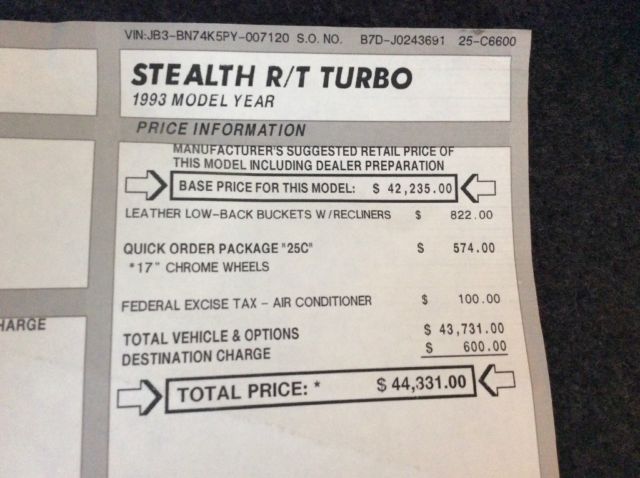 VIN:JB3-BN74K5PY-007120 S.O. NO. B7D-J0243691 25-C6600
STEALTH R/T TURBO
1993 MODEL YEAR
PRICE INFORMATION
MANUFACTURER'S SUGGESTED RETAIL PRICE OF
THIS MODEL INCLUDING DEALER PREPARATION
BASE PRICE FOR THIS MODEL: $ 42,235.00
LEATHER LOW-BACK BUCKETS W/RECLINERS $ 822.00
QUICK ORDER PACKAGE "25C" $ 574.00
*17" CHROME WHEELS
FEDERAL EXCISE TAX - AIR CONDITIONER $ 100.00
HARGE
TOTAL VEHICLE & OPTIONS $ 43,731.00
DESTINATION CHARGE $ 600.00
TOTAL PRICE: * $ 44,331.00